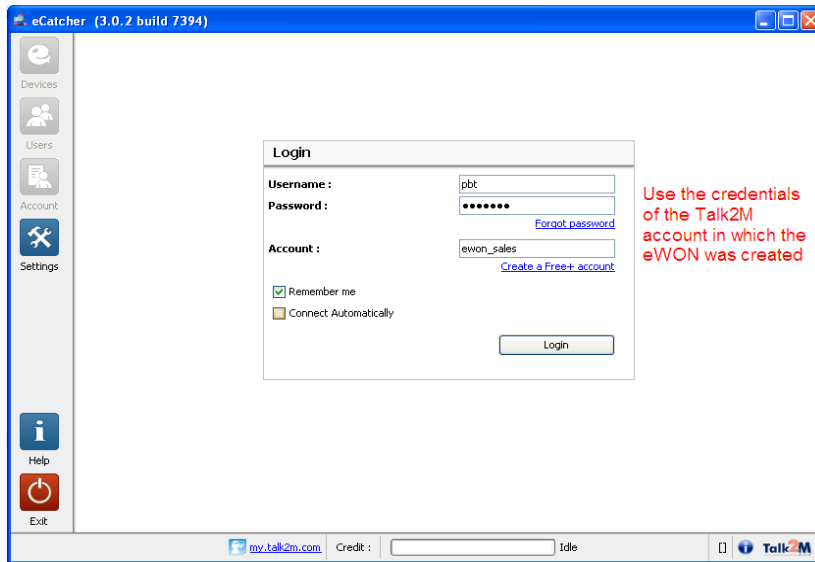 eCatcher (3.0.2 build 7394)
Devices
Users
Account
Settings
Help
Exit
Login
Username :
pbt
Password :
•••••••
Forgot password
Account :
ewon_sales
Create a Free+ account
Remember me
Connect Automatically
Login
Use the credentials
of the Talk2M
account in which the
eWON was created
my.talk2m.com
Credit :
Idle
[]
Talk2M